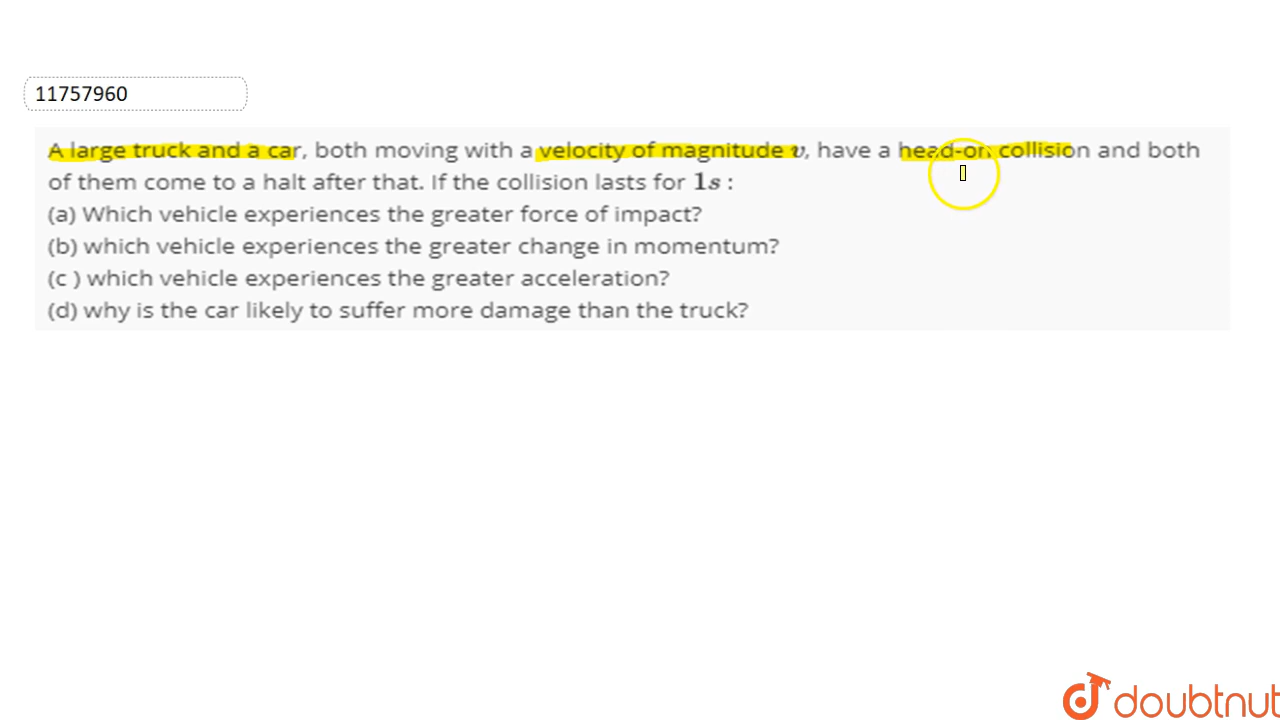 11757960
A large truck and a car, both moving with a velocity of magnitude v, have a head-on collision and both
of them come to a halt after that. If the collision lasts for 1s :
(a) Which vehicle experiences the greater force of impact?
(b) which vehicle experiences the greater change in momentum?
(c ) which vehicle experiences the greater acceleration?
(d) why is the car likely to suffer more damage than the truck?
doubtnut